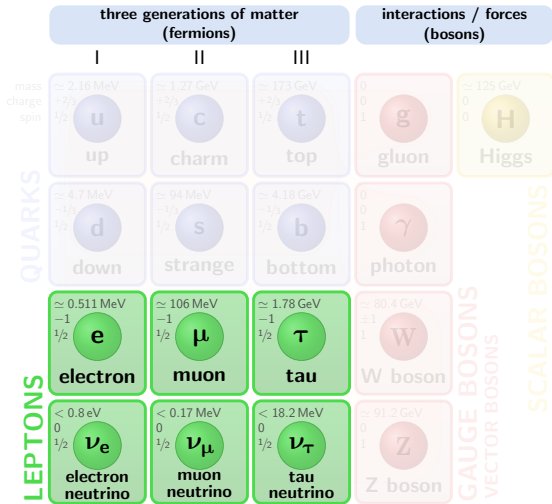 three generations of matter
(fermions)
interactions / forces
(bosons)
I
II
III
mass
charge
spin
≃ 2.16 MeV
+2/3
1/2
u
up
≃ 1.27 GeV
+2/3
1/2
c
charm
≃ 173 GeV
+2/3
1/2
t
top
0
0
1
g
gluon
≃ 125 GeV
0
0
H
Higgs
QUARKS
≃ 4.7 MeV
−1/3
1/2
d
down
≃ 94 MeV
−1/3
1/2
s
strange
≃ 4.18 GeV
−1/3
1/2
b
bottom
0
0
1
γ
photon
LEPTONS
≃ 0.511 MeV
−1
1/2
e
electron
≃ 106 MeV
−1
1/2
μ
muon
≃ 1.78 GeV
−1
1/2
τ
tau
≃ 80.4 GeV
±1
1
W
W boson
< 0.8 eV
0
1/2
νe
electron
neutrino
< 0.17 MeV
0
1/2
νμ
muon
neutrino
< 18.2 MeV
0
1/2
ντ
tau
neutrino
≃ 91.2 GeV
0
1
Z
Z boson
GAUGE BOSONS
VECTOR BOSONS
SCALAR BOSONS